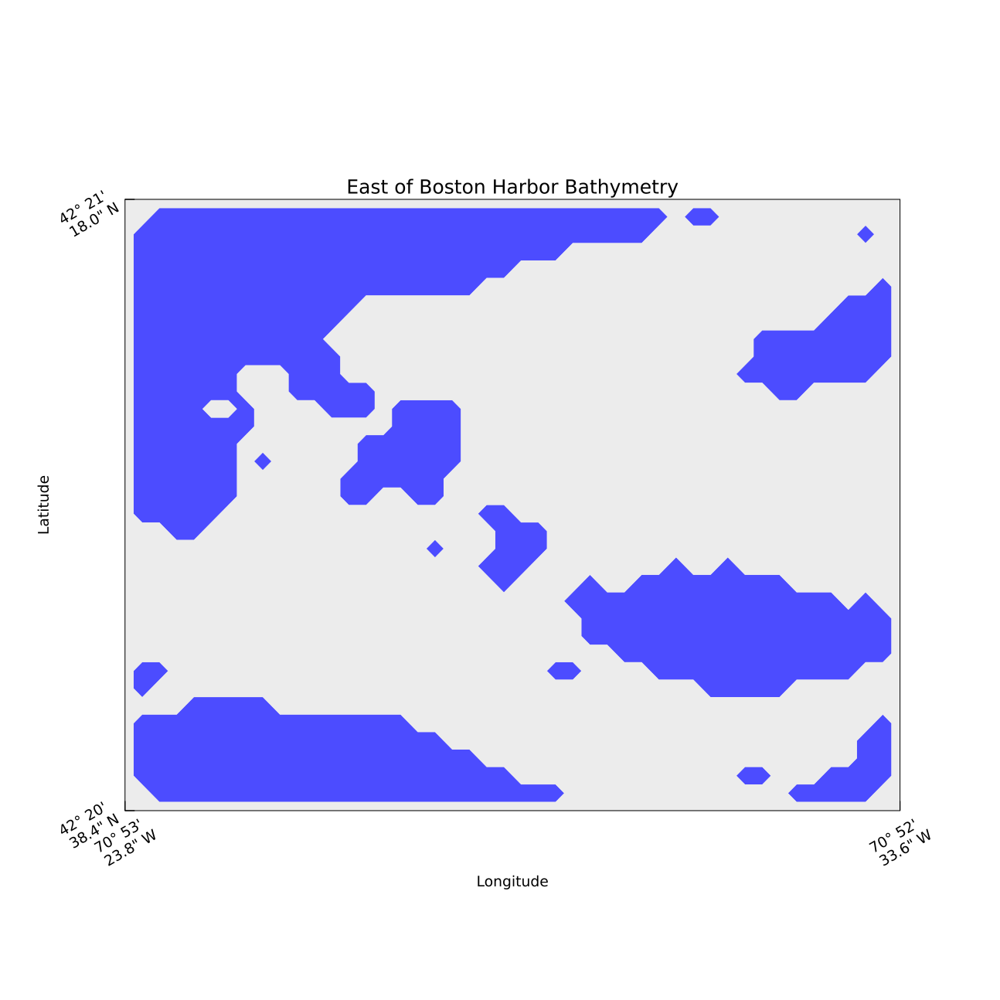 East of Boston Harbor Bathymetry
42° 21'
18.0" N
Latitude
42° 20'
38.4" N
70° 53'
23.8" W
70° 52'
33.6" W
Longitude